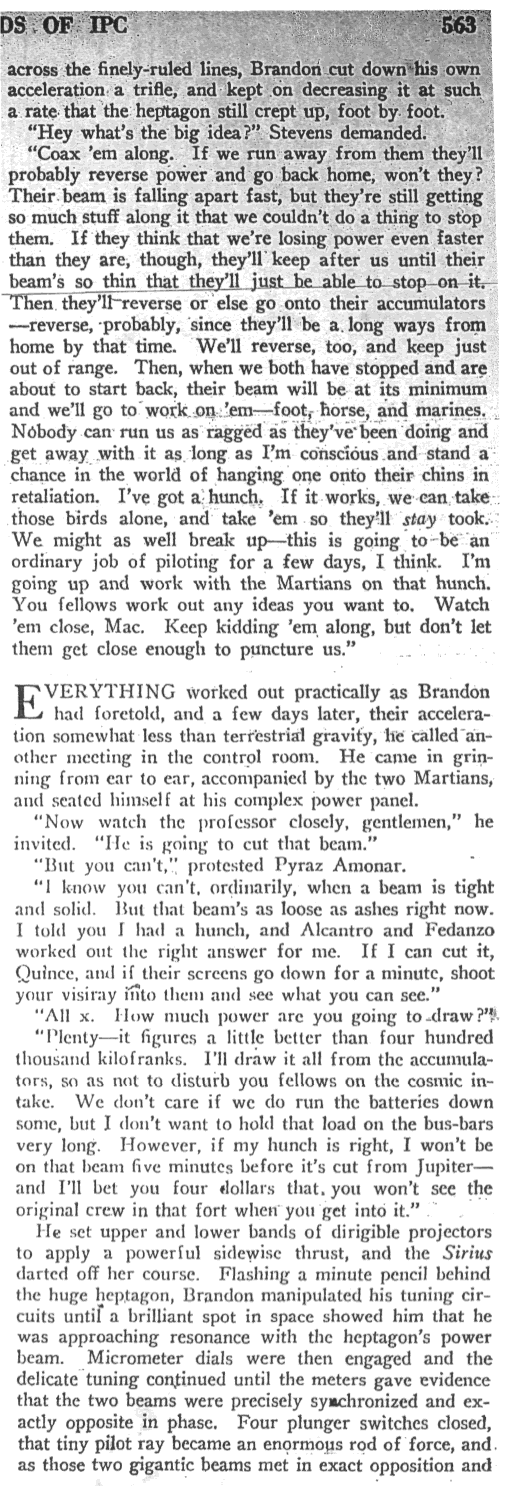 DS OF IPC 563
across the finely-ruled lines, Brandon cut down his own
acceleration a trifle, and kept on decreasing it at such
a rate that the heptagon still crept up, foot by foot.
"Hey what's the big idea?" Stevens demanded.
"Coax 'em along. If we run away from them they'll
probably reverse power and go back home, won't they?
Their beam is falling apart fast, but they're still getting
so much stuff along it that we couldn't do a thing to stop
them. If they think that we're losing power even faster
than they are, though, they'll keep after us until their
beam's so thin that they'll just be able to stop on it.
Then they'll reverse or else go onto their accumulators
—reverse, probably, since they'll be a long ways from
home by that time. We'll reverse, too, and keep just
out of range. Then, when we both have stopped and are
about to start back, their beam will be at its minimum
and we'll go to work on 'em—foot, horse, and marines.
Nobody can run us as ragged as they've been doing and
get away with it as long as I'm conscious and stand a
chance in the world of hanging one onto their chins in
retaliation. I've got a hunch. If it works, we can take
those birds alone, and take 'em so they'll stay took.
We might as well break up—this is going to be an
ordinary job of piloting for a few days, I think. I'm
going up and work with the Martians on that hunch.
You fellows work out any ideas you want to. Watch
'em close, Mac. Keep kidding 'em along, but don't let
them get close enough to puncture us."
EVERYTHING worked out practically as Brandon
had foretold, and a few days later, their accelera-
tion somewhat less than terrestrial gravity, he called an-
other meeting in the control room. He came in grin-
ning from ear to ear, accompanied by the two Martians,
and seated himself at his complex power panel.
"Now watch the professor closely, gentlemen," he
invited. "He is going to cut that beam."
"But you can't," protested Pyraz Amonar.
"I know you can't, ordinarily, when a beam is tight
and solid. But that beam's as loose as ashes right now.
I told you I had a hunch, and Alcantro and Fedanzo
worked out the right answer for me. If I can cut it,
Quince, and if their screens go down for a minute, shoot
your visiray into them and see what you can see."
"All x. How much power are you going to draw?"
"Plenty—it figures a little better than four hundred
thousand kilofranks. I'll draw it all from the accumula-
tors, so as not to disturb you fellows on the cosmic in-
take. We don't care if we do run the batteries down
some, but I don't want to hold that load on the bus-bars
very long. However, if my hunch is right, I won't be
on that beam five minutes before it's cut from Jupiter—
and I'll bet you four dollars that you won't see the
original crew in that fort when you get into it."
He set upper and lower bands of dirigible projectors
to apply a powerful sidewise thrust, and the Sirius
darted off her course. Flashing a minute pencil behind
the huge heptagon, Brandon manipulated his tuning cir-
cuits until a brilliant spot in space showed him that he
was approaching resonance with the heptagon's power
beam. Micrometer dials were then engaged and the
delicate tuning continued until the meters gave evidence
that the two beams were precisely synchronized and ex-
actly opposite in phase. Four plunger switches closed,
that tiny pilot ray became an enormous rod of force, and
as those two gigantic beams met in exact opposition and